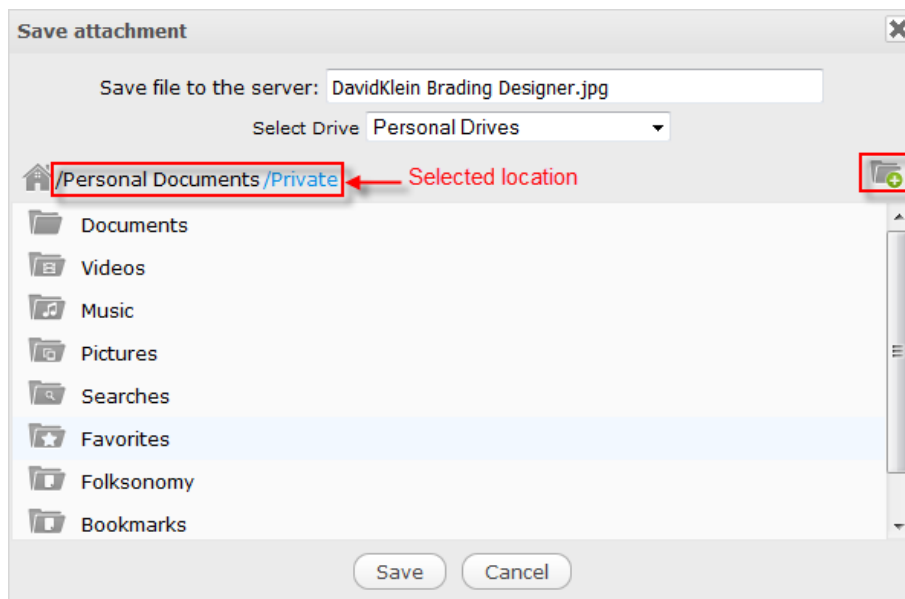 Save attachment
Save file to the server: DavidKlein Brading Designer.jpg
Select Drive Personal Drives
/Personal Documents /Private Selected location
Documents
Videos
Music
Pictures
Searches
Favorites
Folksonomy
Bookmarks
Save Cancel